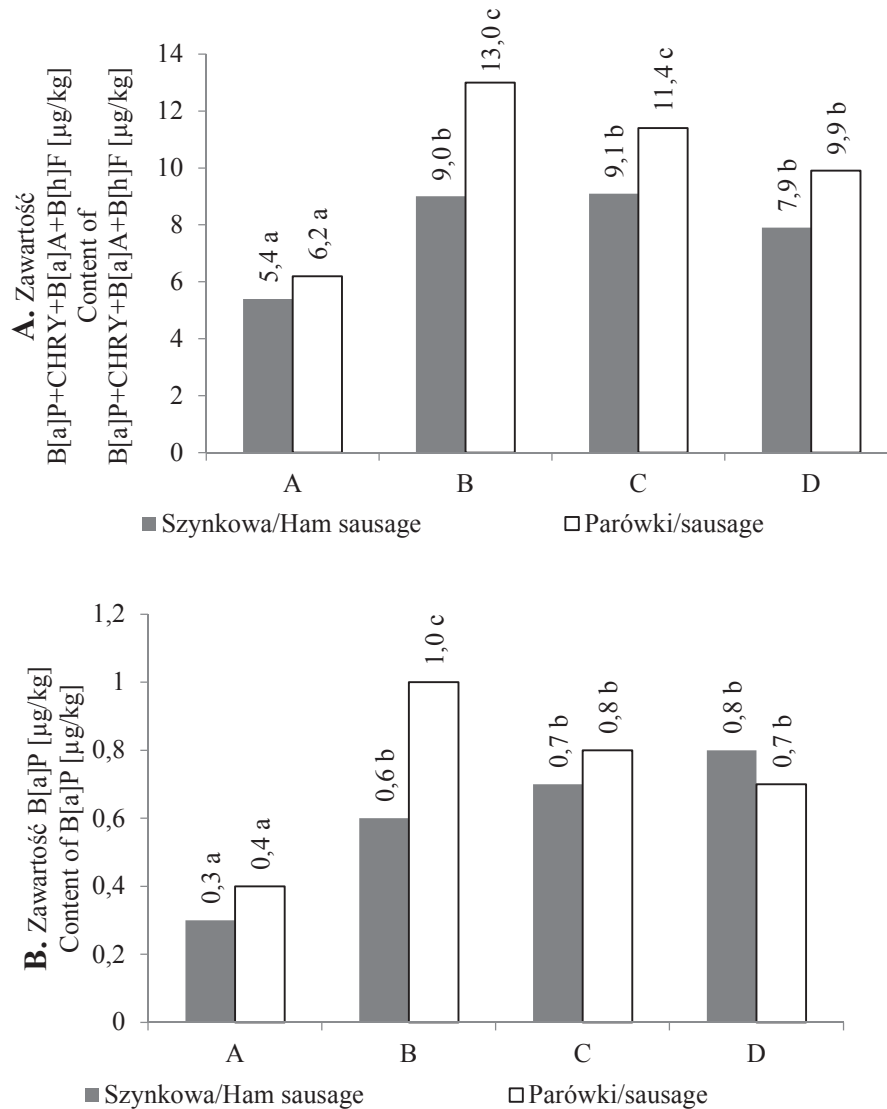 A. Zawartość
B[a]P+CHRY+B[a]A+B[h]F [µg/kg]
Content of
B[a]P+CHRY+B[a]A+B[h]F [µg/kg]
14
12
10
8
6
4
2
0
5,4 a
6,2 a
9,0 b
13,0 c
9,1 b
11,4 c
7,9 b
9,9 b
A B C D
Szynkowa/Ham sausage Parówki/sausage
B. Zawartość B[a]P [µg/kg]
Content of B[a]P [µg/kg]
1,2
1
0,8
0,6
0,4
0,2
0
0,3 a
0,4 a
0,6 b
1,0 c
0,7 b
0,8 b
0,8 b
0,7 b
A B C D
Szynkowa/Ham sausage Parówki/sausage